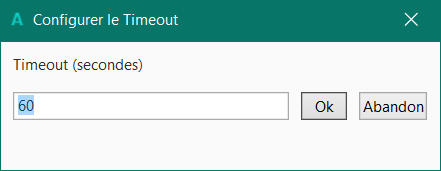 A Configurer le Timeout
Timeout (secondes)
60 Ok Abandon